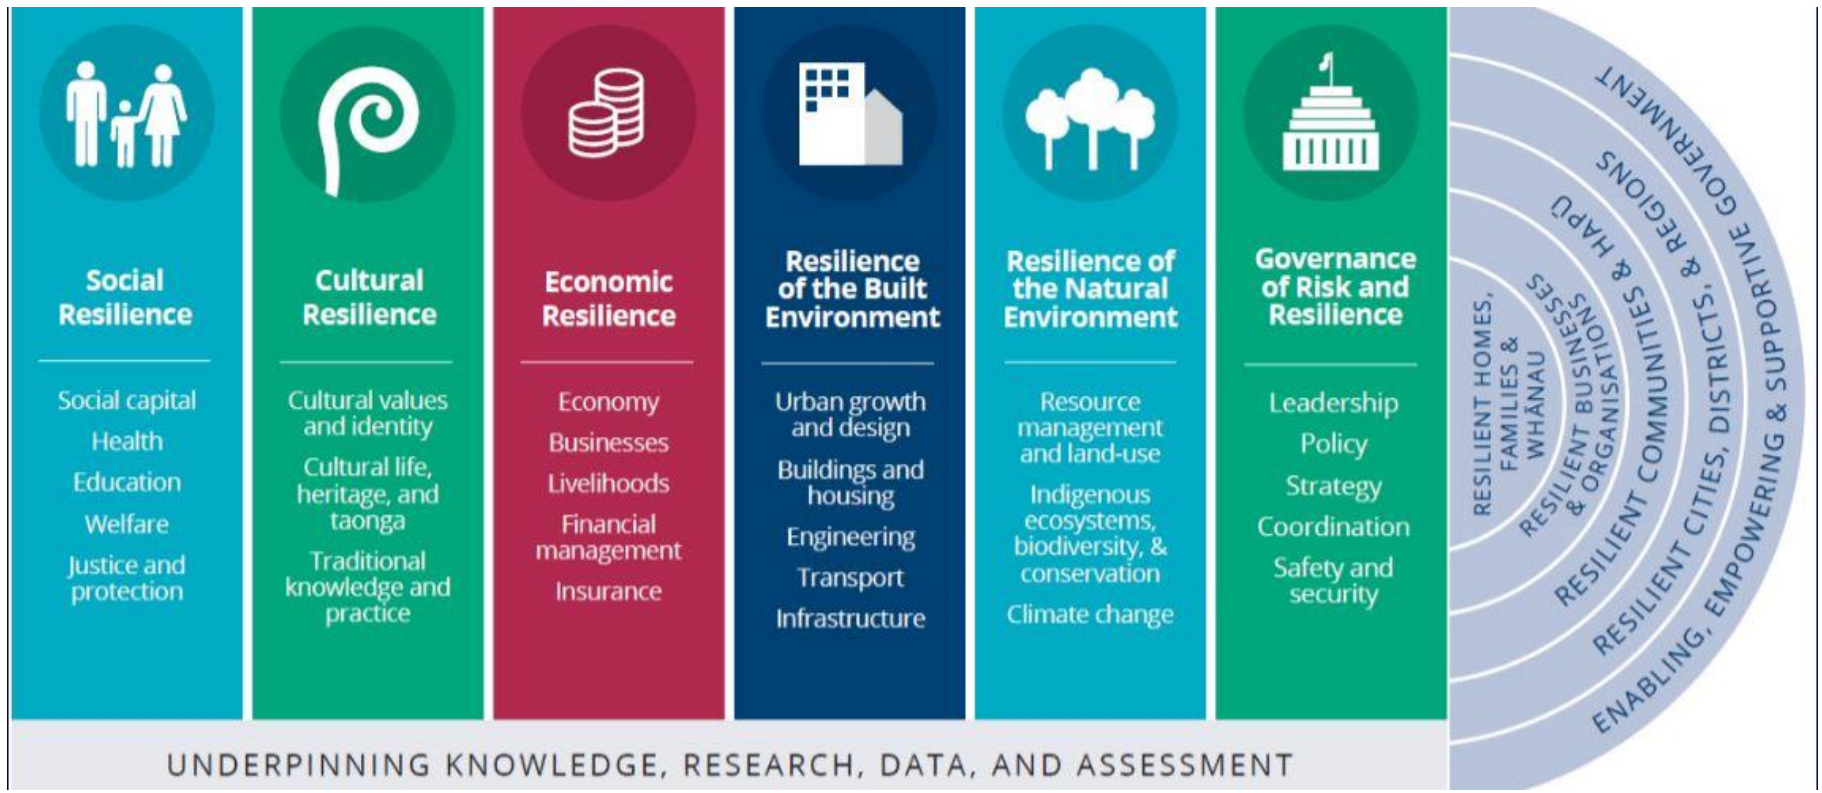 Social
Resilience
Social capital
Health
Education
Welfare
Justice and
protection
Cultural
Resilience
Cultural values
and identity
Cultural life,
heritage, and
taonga
Traditional
knowledge and
practice
Economic
Resilience
Economy
Businesses
Livelihoods
Financial
management
Insurance
Resilience
of the Built
Environment
Urban growth
and design
Buildings and
housing
Engineering
Transport
Infrastructure
Resilience of
the Natural
Environment
Resource
management
and land-use
Indigenous
ecosystems,
biodiversity, &
conservation
Climate change
Governance
of Risk and
Resilience
Leadership
Policy
Strategy
Coordination
Safety and
security
RESILIENT HOMES,
FAMILIES &
WHĀNAU
RESILIENT BUSINESSES
& ORGANISATIONS
RESILIENT COMMUNITIES & HAPŪ
RESILIENT CITIES, DISTRICTS, & REGIONS
ENABLING, EMPOWERING & SUPPORTIVE GOVERNMENT
UNDERPINNING KNOWLEDGE, RESEARCH, DATA, AND ASSESSMENT